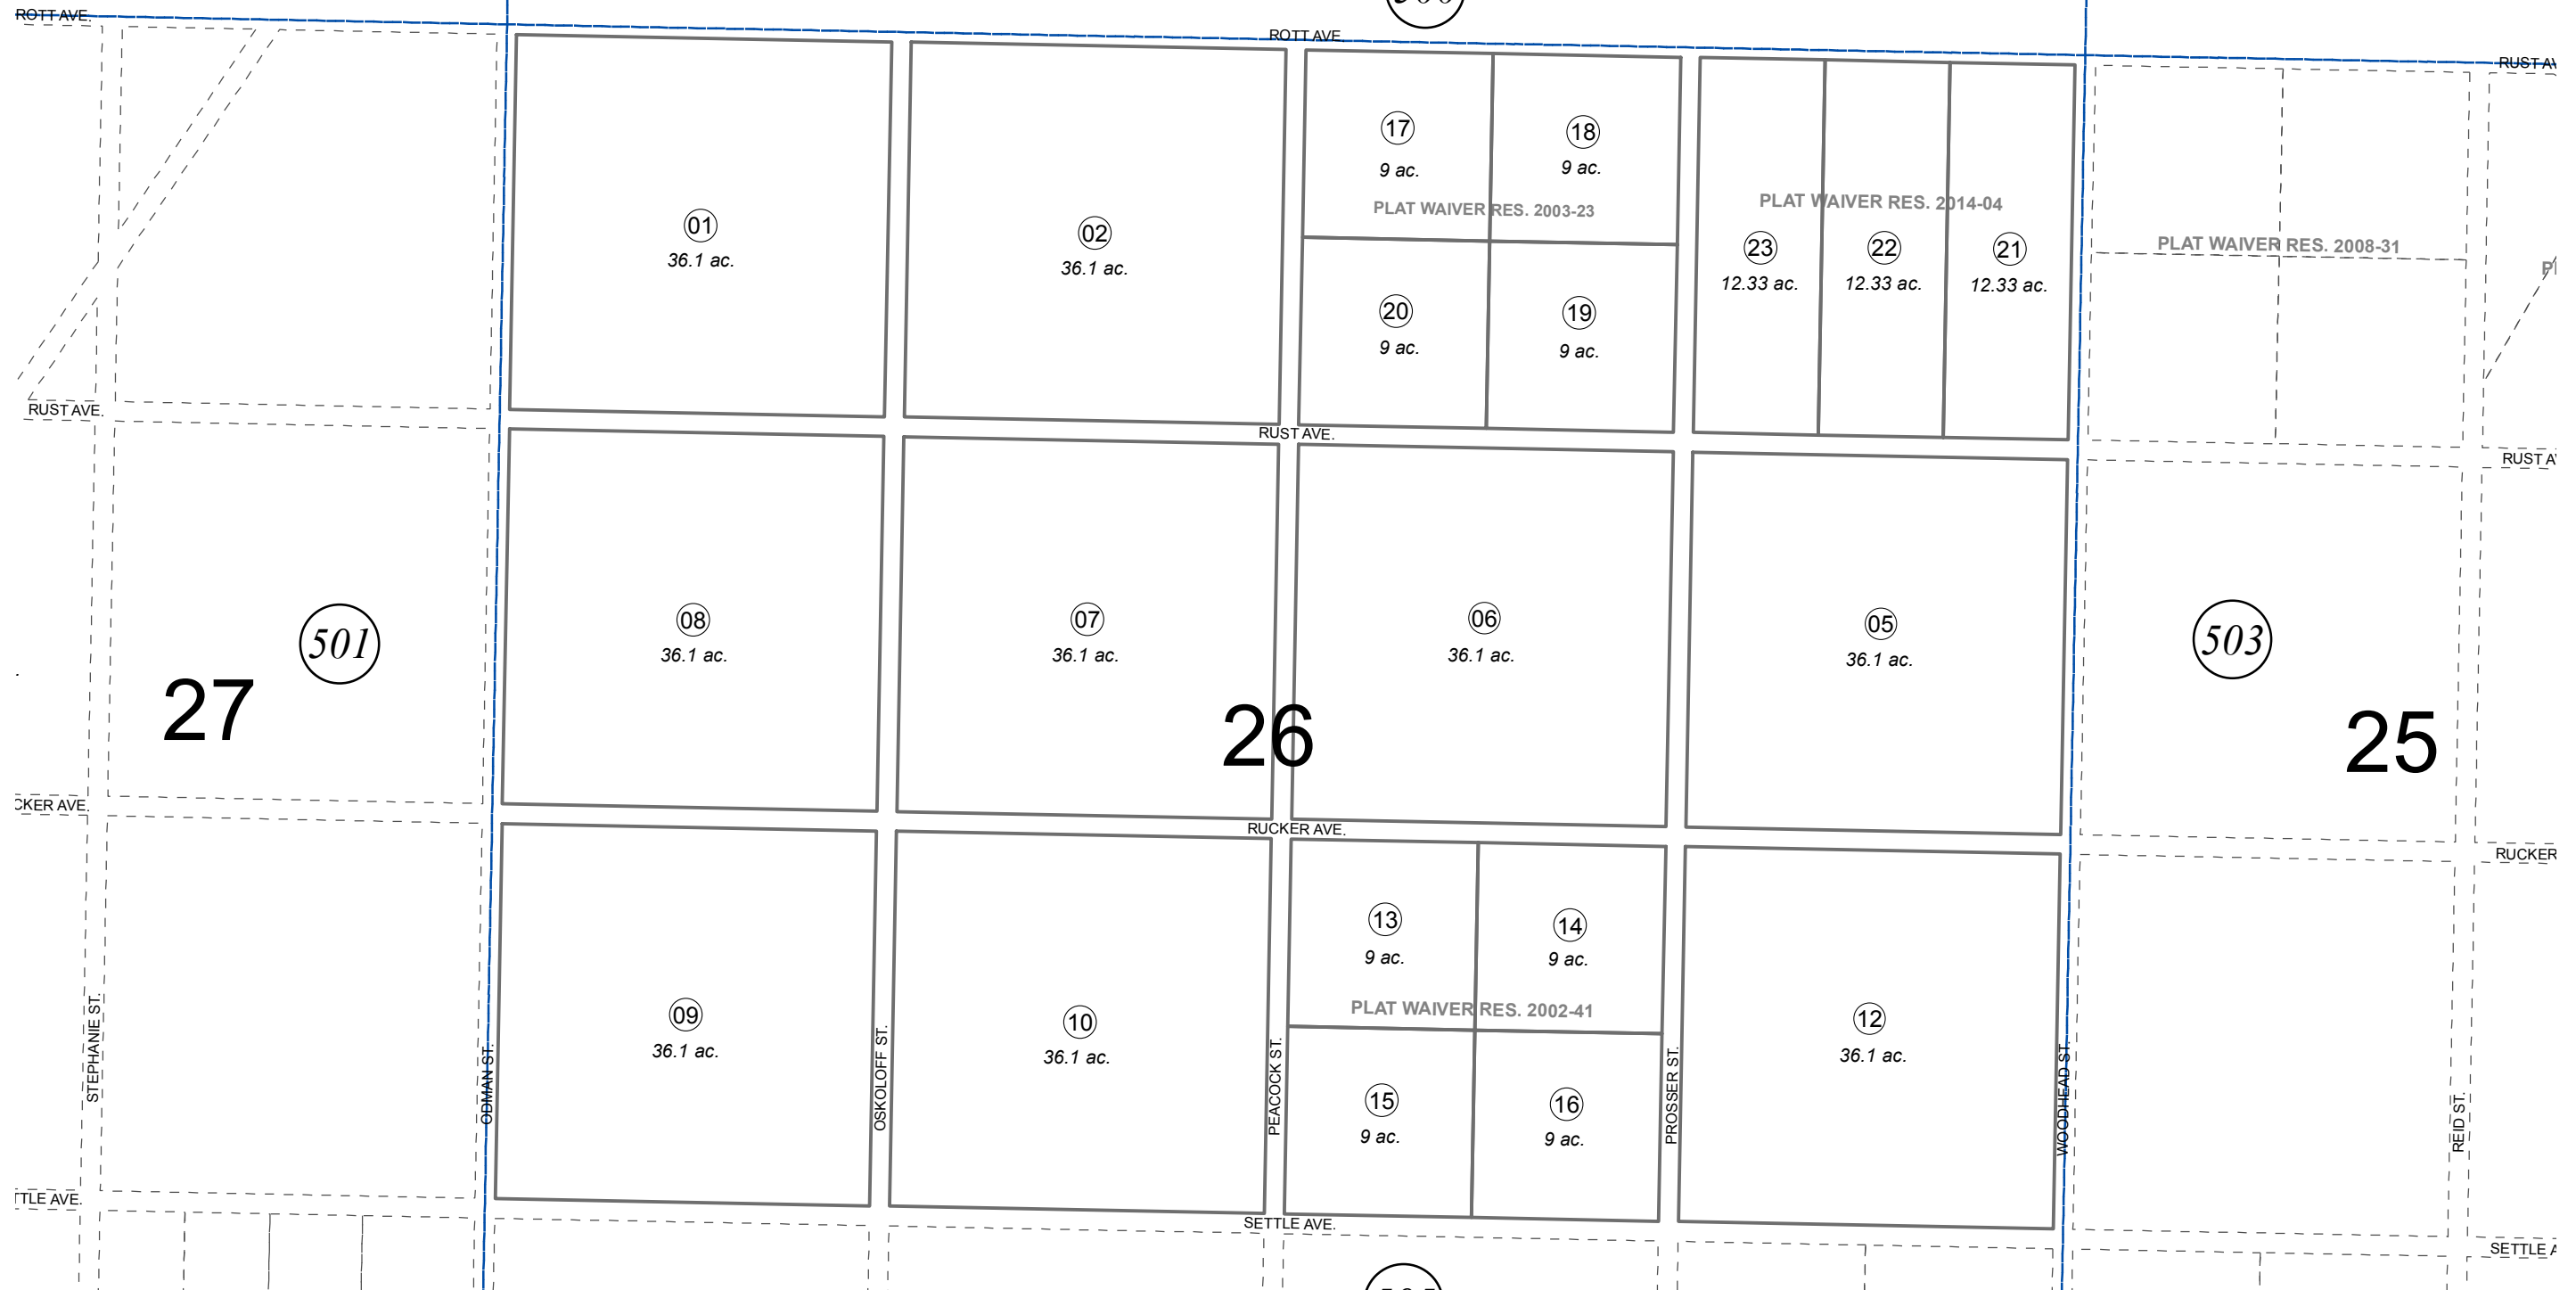 ROTT AVE.
ROTT AVE.
RUST AV
17
9 ac.
18
9 ac.
PLAT WAIVER RES. 2003-23
20
9 ac.
19
9 ac.
PLAT WAIVER RES. 2014-04
23
12.33 ac.
22
12.33 ac.
21
12.33 ac.
01
36.1 ac.
02
36.1 ac.
PLAT WAIVER RES. 2008-31
RUST AVE.
RUST AVE.
RUST A
08
36.1 ac.
07
36.1 ac.
06
36.1 ac.
05
36.1 ac.
501
503
27
26
25
CKER AVE.
RUCKER AVE.
RUCKER
13
9 ac.
14
9 ac.
PLAT WAIVER RES. 2002-41
15
9 ac.
16
9 ac.
09
36.1 ac.
10
36.1 ac.
12
36.1 ac.
STEPHANIE ST.
ODMAN ST.
OSKOLOFF ST.
PEACOCK ST.
PROSSER ST.
WOODHEAD ST.
REID ST.
TTLE AVE.
SETTLE AVE.
SETTLE A